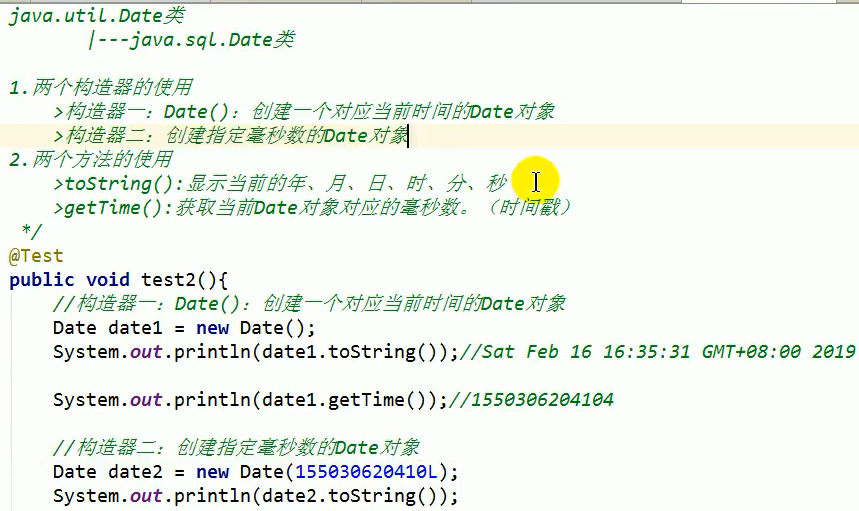 java.util.Date类
|---java.sql.Date类
1.两个构造器的使用
>构造器一：Date()：创建一个对应当前时间的Date对象
>构造器二：创建指定毫秒数的Date对象
2.两个方法的使用
>toString():显示当前的年、月、日、时、分、秒
>getTime():获取当前Date对象对应的毫秒数。（时间戳）
*/
@Test
public void test2(){
//构造器一：Date()：创建一个对应当前时间的Date对象
Date date1 = new Date();
System.out.println(date1.toString());//Sat Feb 16 16:35:31 GMT+08:00 2019
System.out.println(date1.getTime());//1550306204104
//构造器二：创建指定毫秒数的Date对象
Date date2 = new Date(155030620410L);
System.out.println(date2.toString());